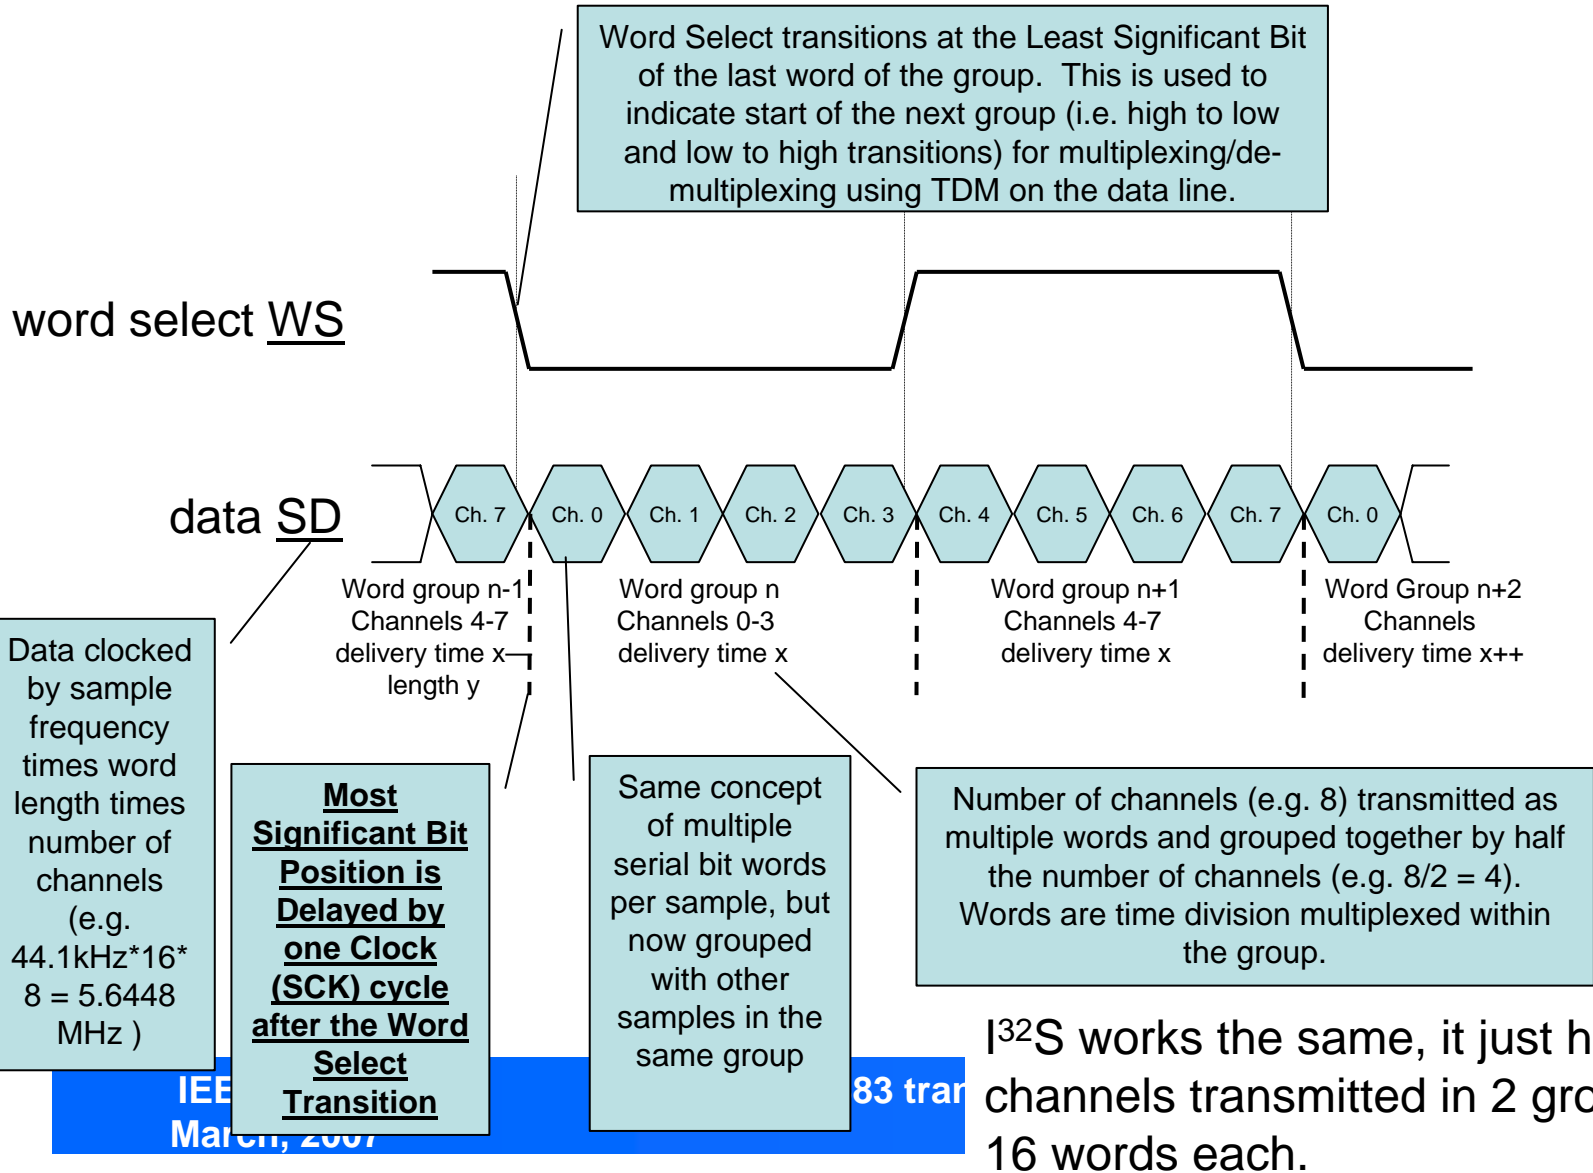 Word Select transitions at the Least Significant Bit
of the last word of the group. This is used to
indicate start of the next group (i.e. high to low
and low to high transitions) for multiplexing/de-
multiplexing using TDM on the data line.
word select WS
data SD
Ch. 7
Ch. 0
Ch. 1
Ch. 2
Ch. 3
Ch. 4
Ch. 5
Ch. 6
Ch. 7
Ch. 0
Word group n-1
Channels 4-7
delivery time x—
length y
Word group n
Channels 0-3
delivery time x
Word group n+1
Channels 4-7
delivery time x
Word Group n+2
Channels
delivery time x++
Data clocked
by sample
frequency
times word
length times
number of
channels
(e.g.
44.1kHz*16*
8 = 5.6448
MHz )
Most
Significant Bit
Position is
Delayed by
one Clock
(SCK) cycle
after the Word
Select
Transition
Same concept
of multiple
serial bit words
per sample, but
now grouped
with other
samples in the
same group
Number of channels (e.g. 8) transmitted as
multiple words and grouped together by half
the number of channels (e.g. 8/2 = 4).
Words are time division multiplexed within
the group.
I32S works the same, it just
channels transmitted in 2
16 words each.
83
March, 2007